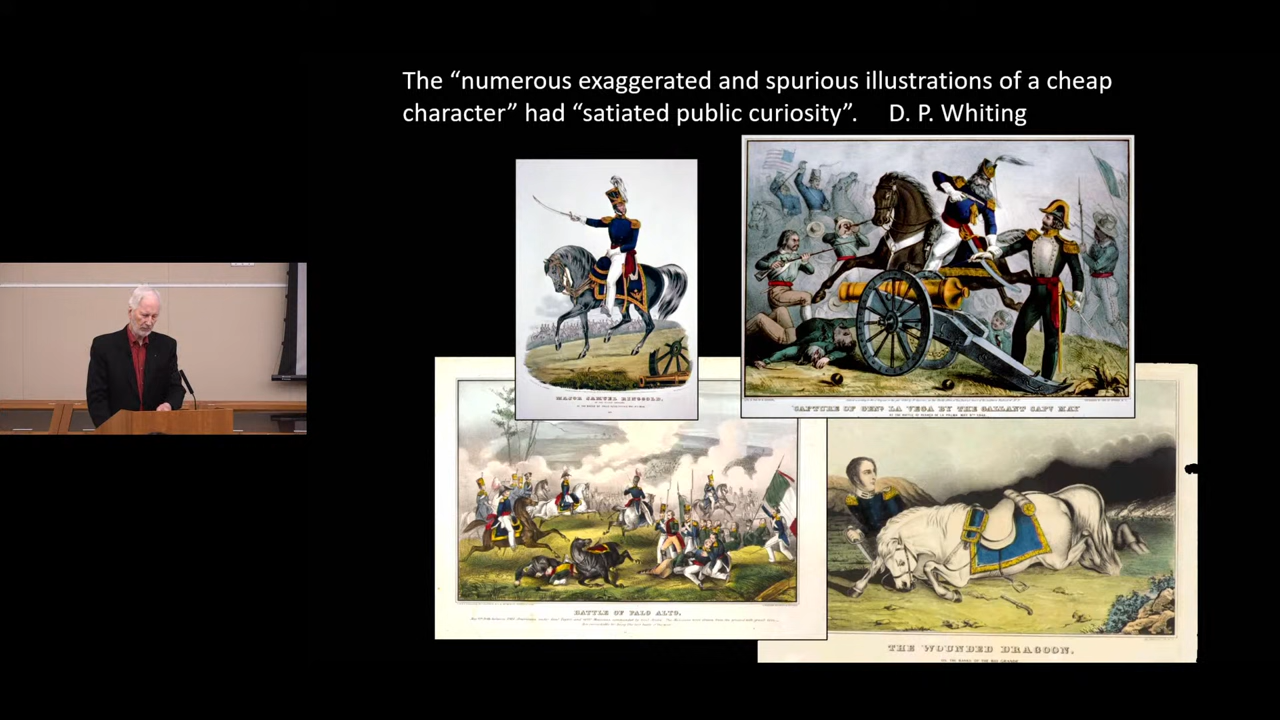 The “numerous exaggerated and spurious illustrations of a cheap
character” had “satiated public curiosity”. D. P. Whiting
MAJOR SAMUEL RINGGOLD.
CAPTURE OF GENL LA VEGA BY THE GALLANT CAPT MAY
BATTLE OF PALO ALTO.
THE WOUNDED DRAGOON.